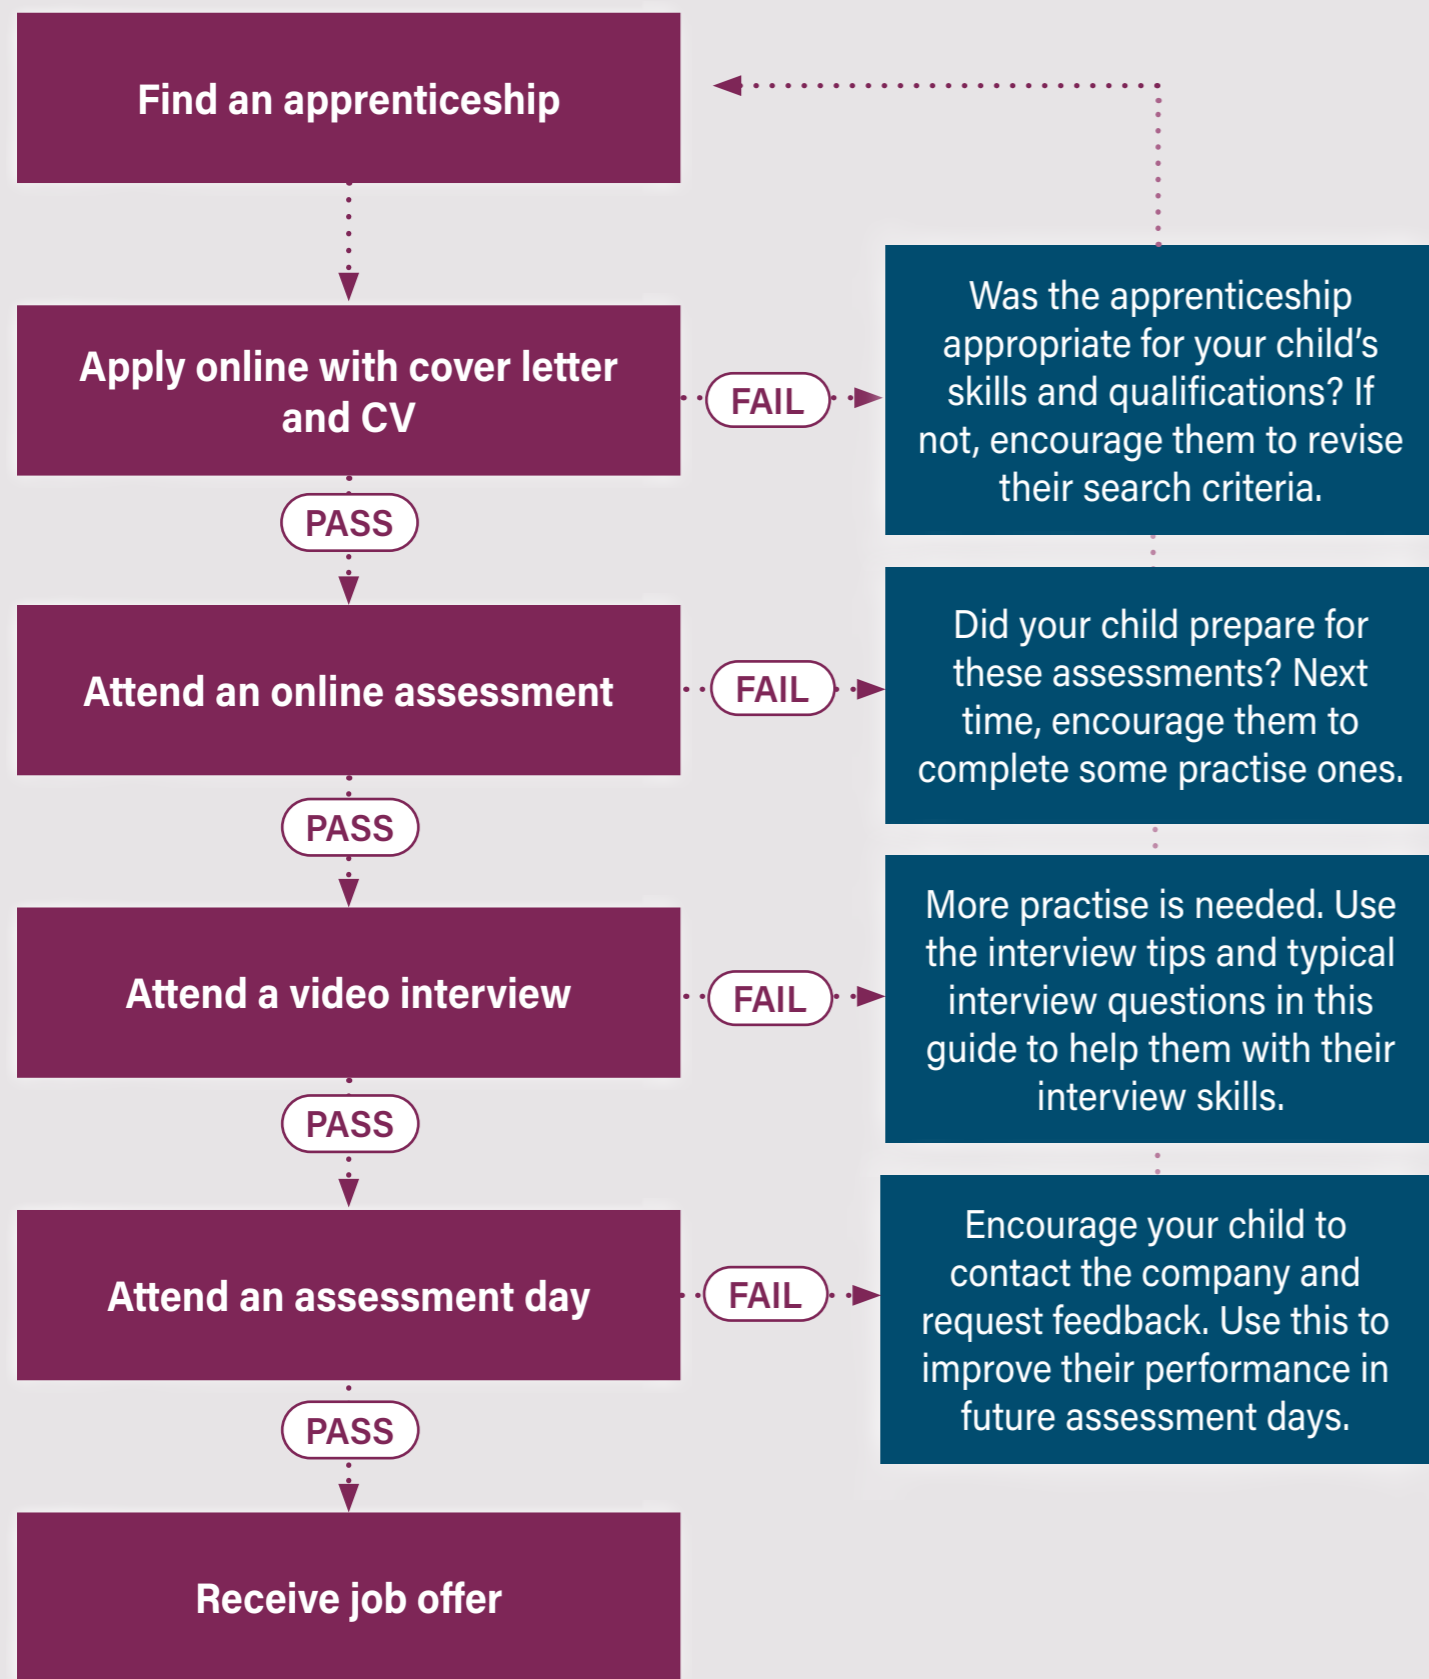 Find an apprenticeship
Apply online with cover letter
and CV
FAIL
Was the apprenticeship
appropriate for your child's
skills and qualifications? If
not, encourage them to revise
their search criteria.
PASS
Attend an online assessment
FAIL
Did your child prepare for
these assessments? Next
time, encourage them to
complete some practise ones.
PASS
Attend a video interview
FAIL
More practise is needed. Use
the interview tips and typical
interview questions in this
guide to help them with their
interview skills.
PASS
Attend an assessment day
FAIL
Encourage your child to
contact the company and
request feedback. Use this to
improve their performance in
future assessment days.
PASS
Receive job offer